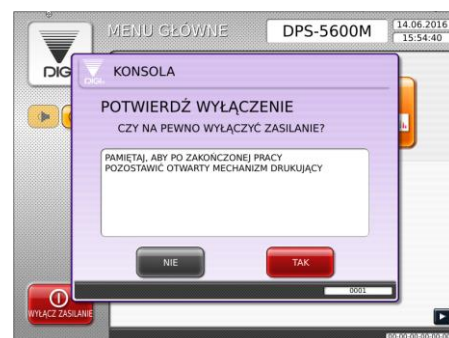 MENU GŁÓWNE
DPS-5600M
14.06.2016
15:54:40
DIGI
KONSOLA
POTWIERDŹ WYŁĄCZENIE
CZY NA PEWNO WYŁĄCZYĆ ZASILANIE?
PAMIĘTAJ, ABY PO ZAKOŃCZONEJ PRACY
POZOSTAWIĆ OTWARTY MECHANIZM DRUKUJĄCY
NIE
TAK
0001
WYŁĄCZ ZASILANIE